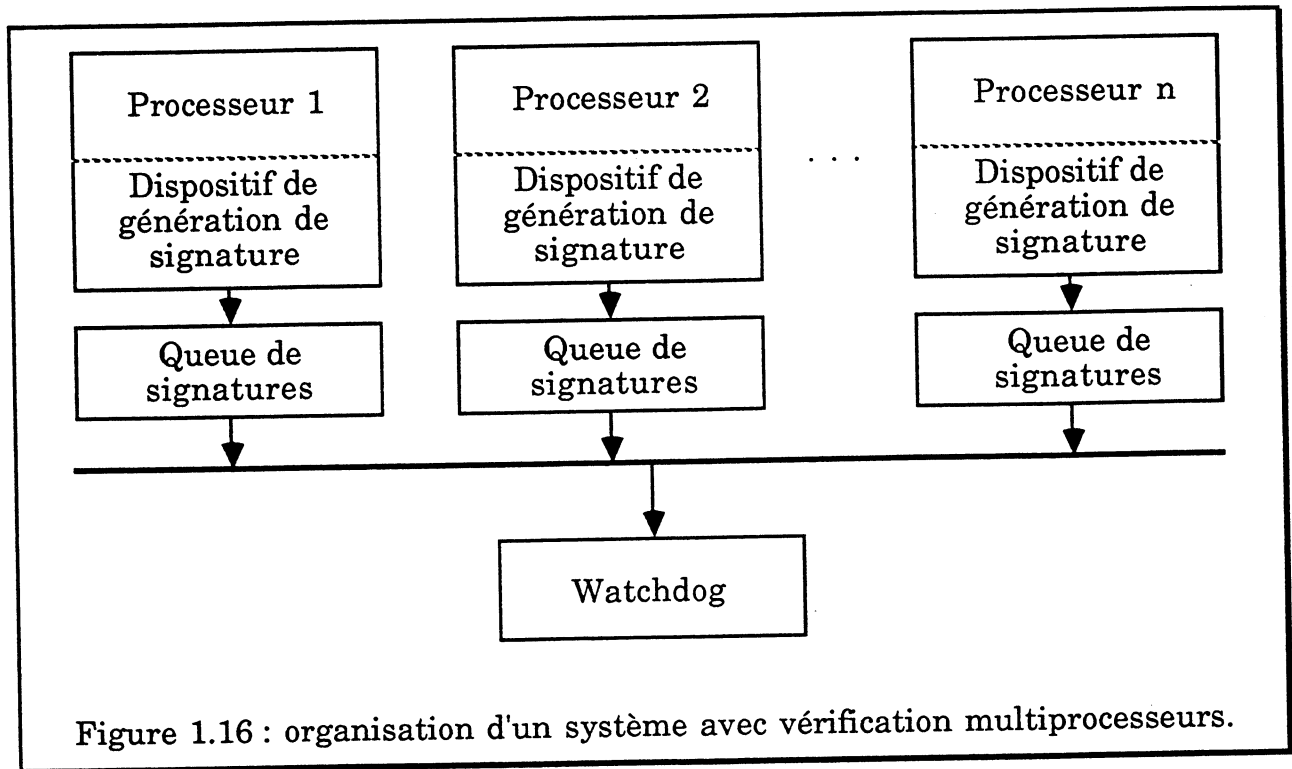 Processeur 1
Dispositif de
génération de
signature
Queue de
signatures
Processeur 2
Dispositif de
génération de
signature
Queue de
signatures
. . .
Processeur n
Dispositif de
génération de
signature
Queue de
signatures
Watchdog
Figure 1.16 : organisation d'un système avec vérification multiprocesseurs.